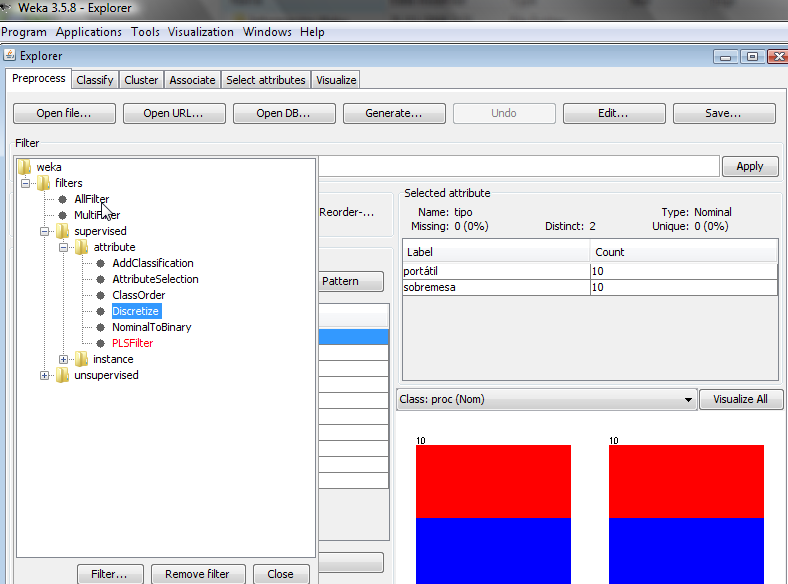 Weka 3.5.8 - Explorer
Program Applications Tools Visualization Windows Help
Explorer
Preprocess Classify Cluster Associate Select attributes Visualize
Open file... Open URL... Open DB... Generate... Undo Edit... Save...
Filter
weka
filters
AllFilter
MultiFilter
supervised
attribute
AddClassification
AttributeSelection
ClassOrder
Discretize
NominalToBinary
PLSFilter
instance
unsupervised
Filter... Remove filter Close
Apply
Reorder-...
Pattern
Selected attribute
Name: tipo Type: Nominal
Missing: 0 (0%) Distinct: 2 Unique: 0 (0%)
Label Count
portátil 10
sobremesa 10
Class: proc (Nom) Visualize All
10 10